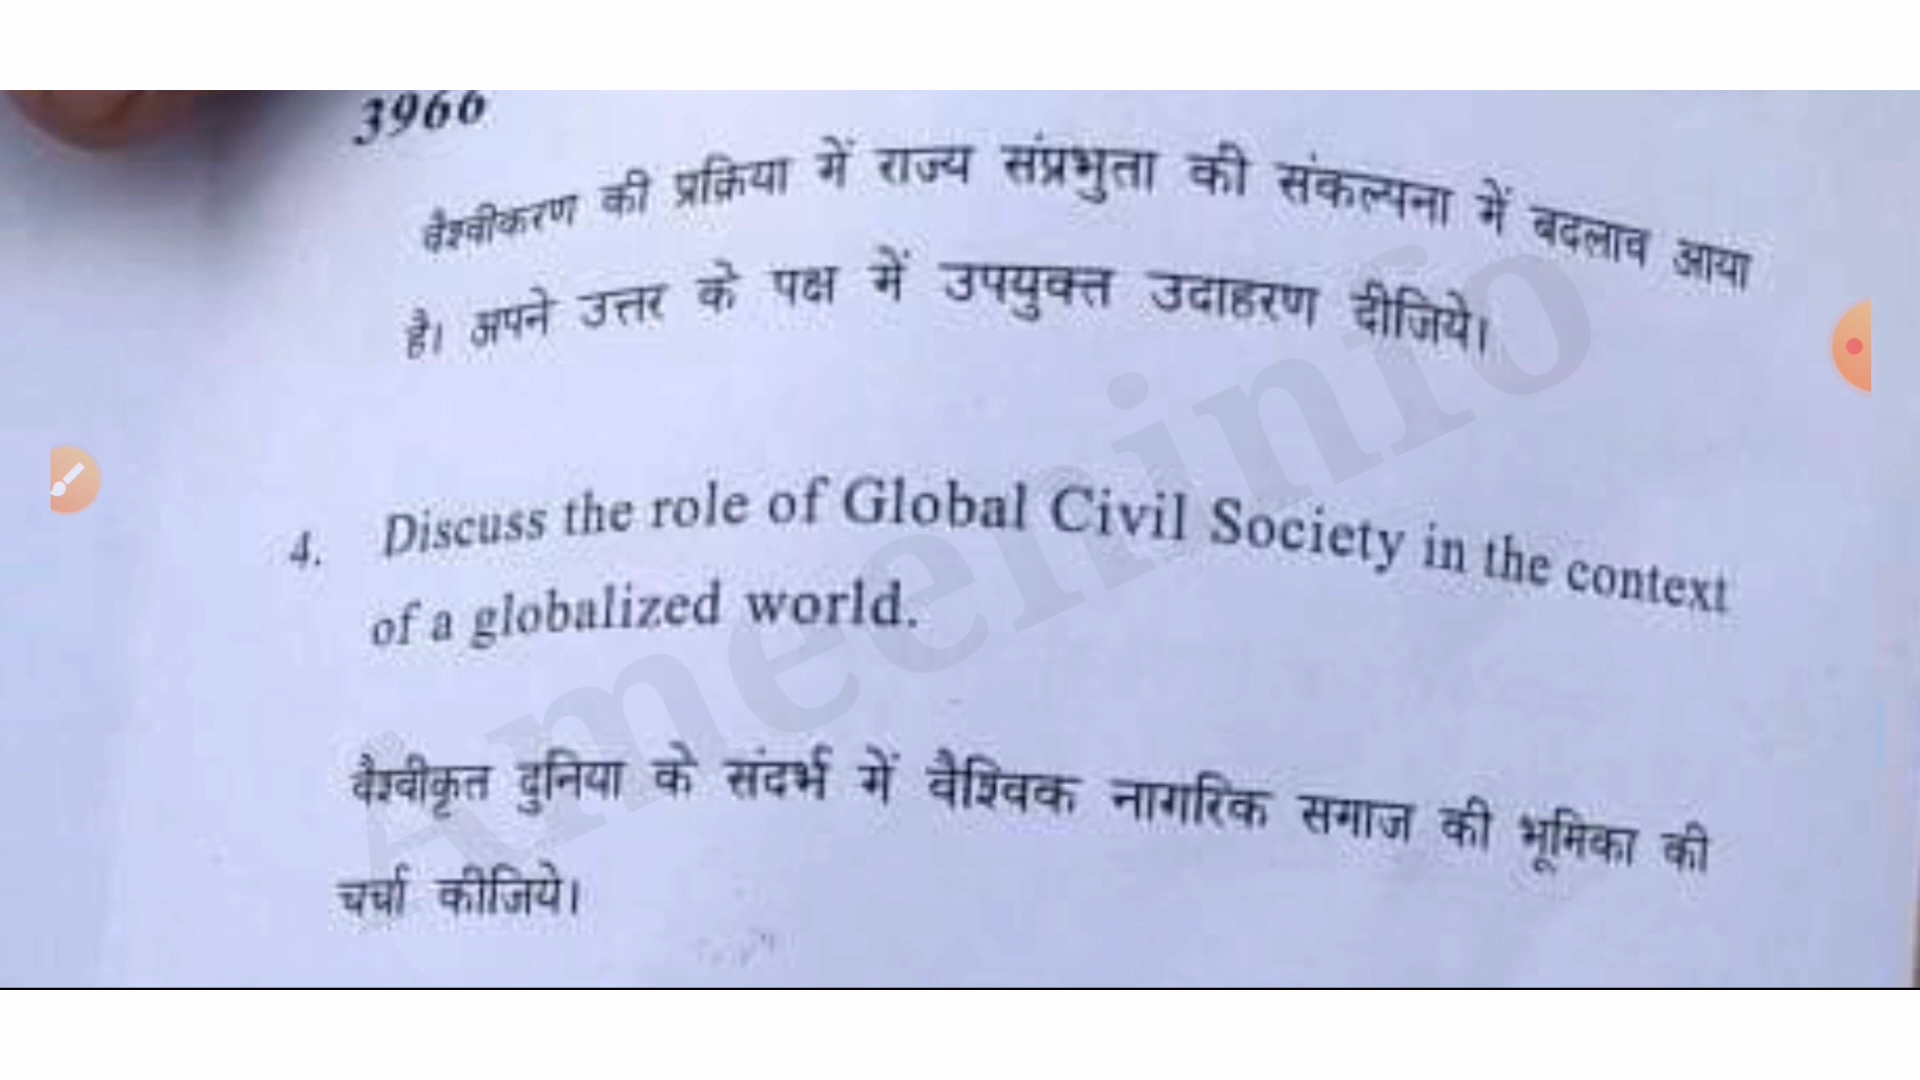 3966
वैश्वीकरण की प्रक्रिया में राज्य संप्रभुता की संकल्पना में बदलाव आया
है। अपने उत्तर के पक्ष में उपयुक्त उदाहरण दीजिये।
4. Discuss the role of Global Civil Society in the context
of a globalized world.
वैश्वीकृत दुनिया के संदर्भ में वैश्विक नागरिक समाज की भूमिका की
चर्चा कीजिये।
Ameeninfo